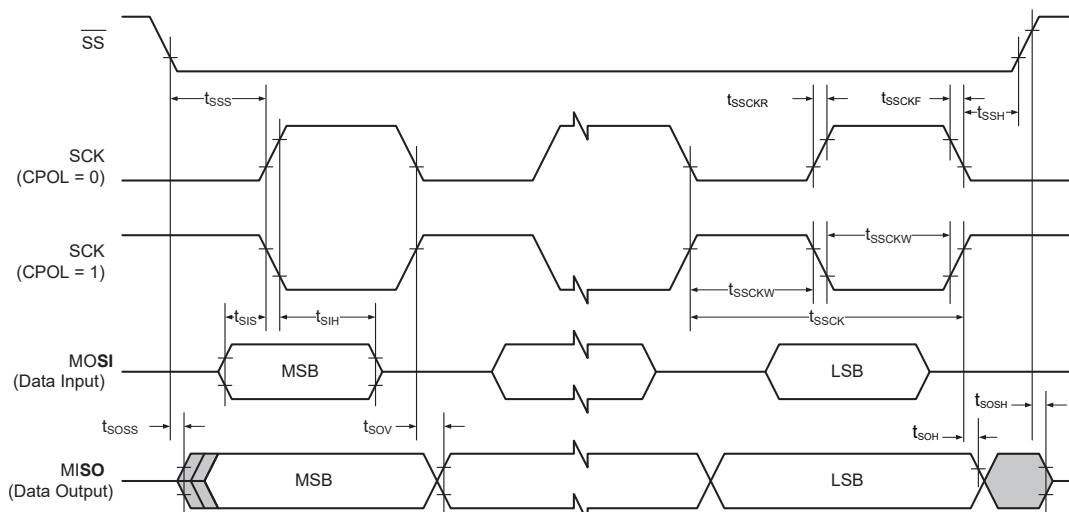 SS
tSSS
tSSCKR
tSSCKF
tSSH
SCK
(CPOL = 0)
SCK
(CPOL = 1)
tSSCKW
tSSCKW
tSSCK
tSIS
tSIH
MOSI
(Data Input)
MSB
LSB
tSOSS
tSOV
tSOH
tSOSH
MISO
(Data Output)
MSB
LSB